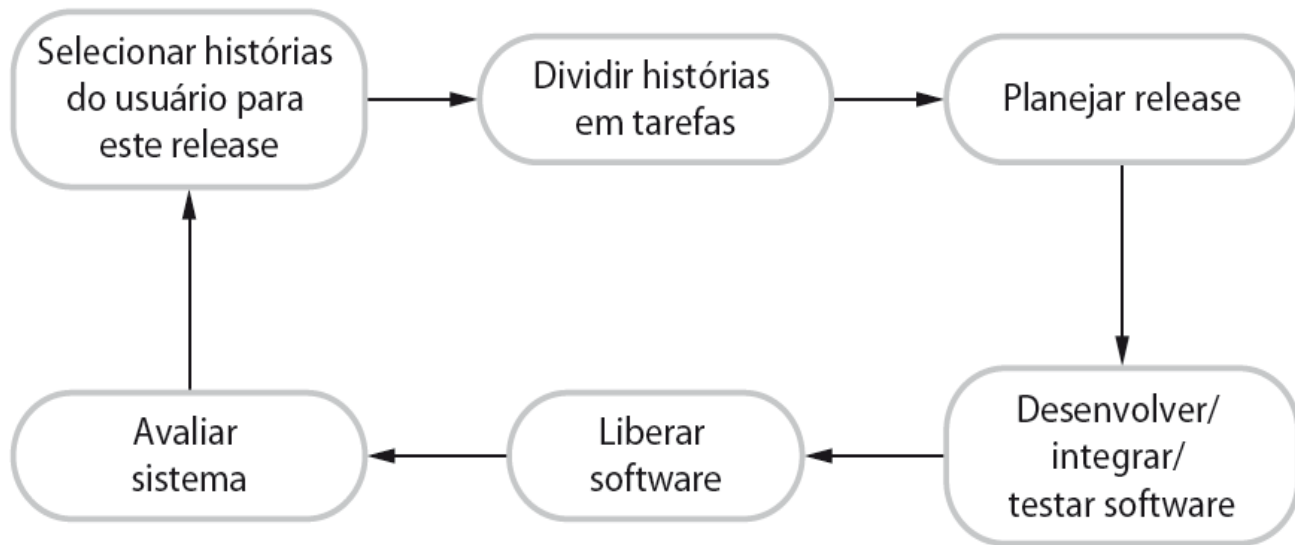 Selecionar histórias
do usuário para
este release
Dividir histórias
em tarefas
Planejar release
Desenvolver/
integrar/
testar software
Liberar
software
Avaliar
sistema